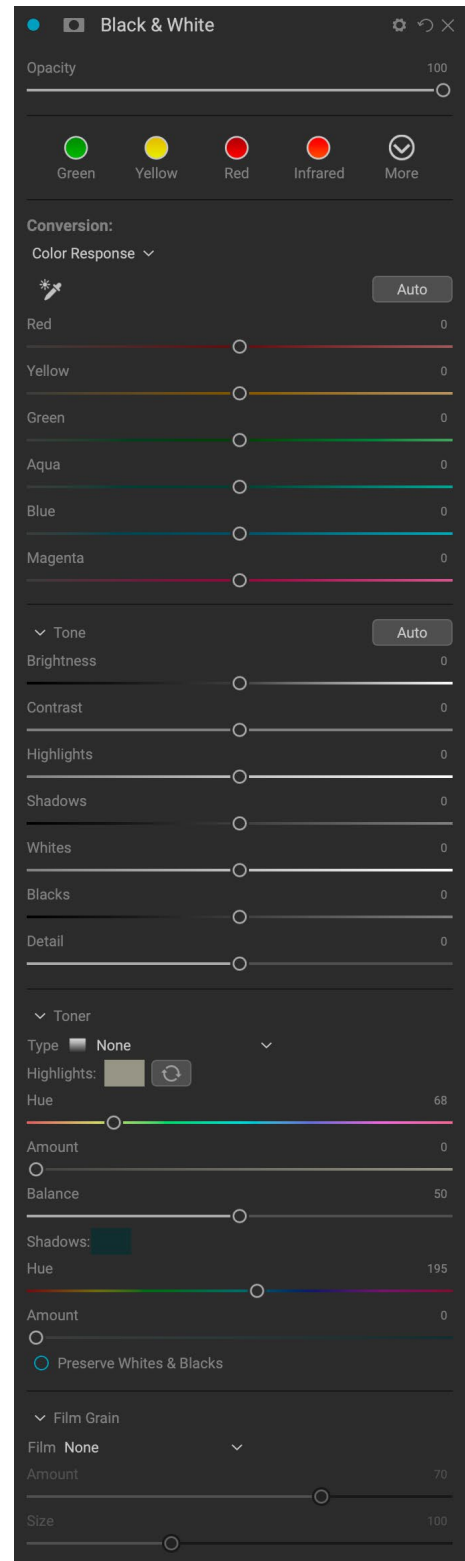 Black & White
Opacity 100
Green Yellow Red Infrared More
Conversion:
Color Response
Auto
Red 0
Yellow 0
Green 0
Aqua 0
Blue 0
Magenta 0
Tone Auto
Brightness 0
Contrast 0
Highlights 0
Shadows 0
Whites 0
Blacks 0
Detail 0
Toner
Type None
Highlights:
Hue 68
Amount 0
Balance 50
Shadows:
Hue 195
Amount 0
Preserve Whites & Blacks
Film Grain
Film None
Amount 70
Size 100